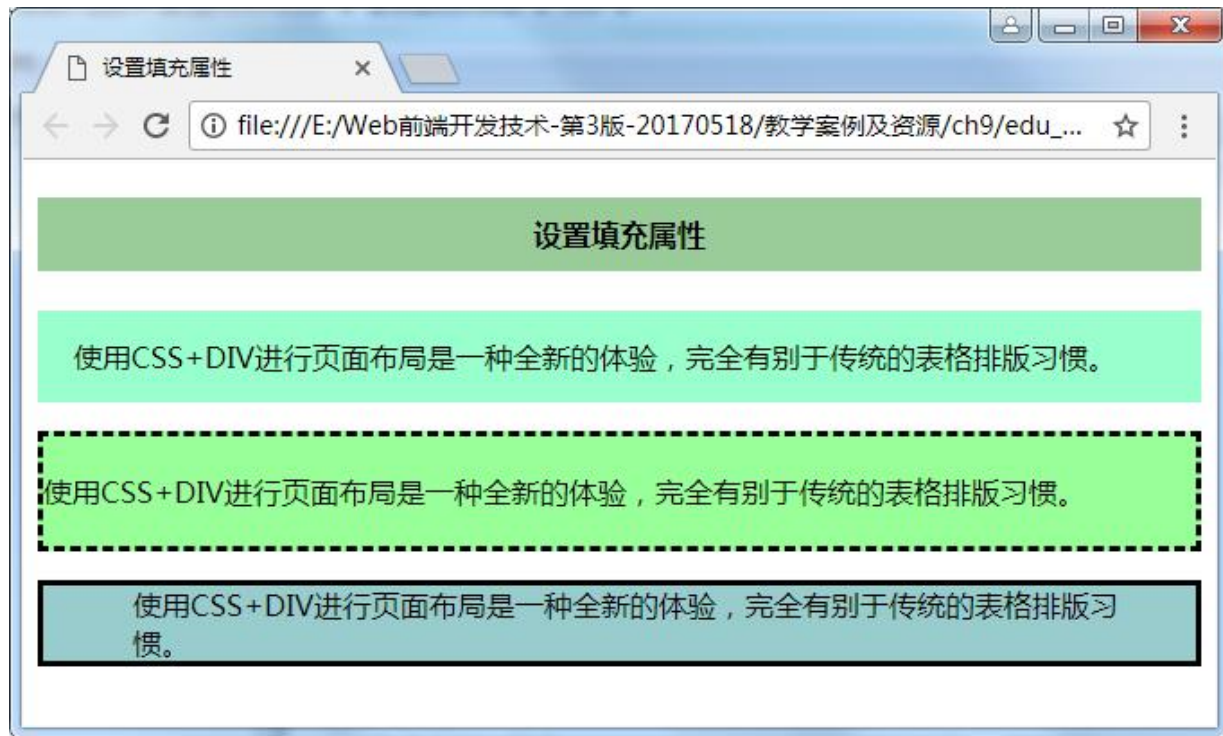 设置填充属性
file:///E:/Web前端开发技术-第3版-20170518/教学案例及资源/ch9/edu_...
设置填充属性
使用CSS+DIV进行页面布局是一种全新的体验，完全有别于传统的表格排版习惯。
使用CSS+DIV进行页面布局是一种全新的体验，完全有别于传统的表格排版习惯。
使用CSS+DIV进行页面布局是一种全新的体验，完全有别于传统的表格排版习
惯。